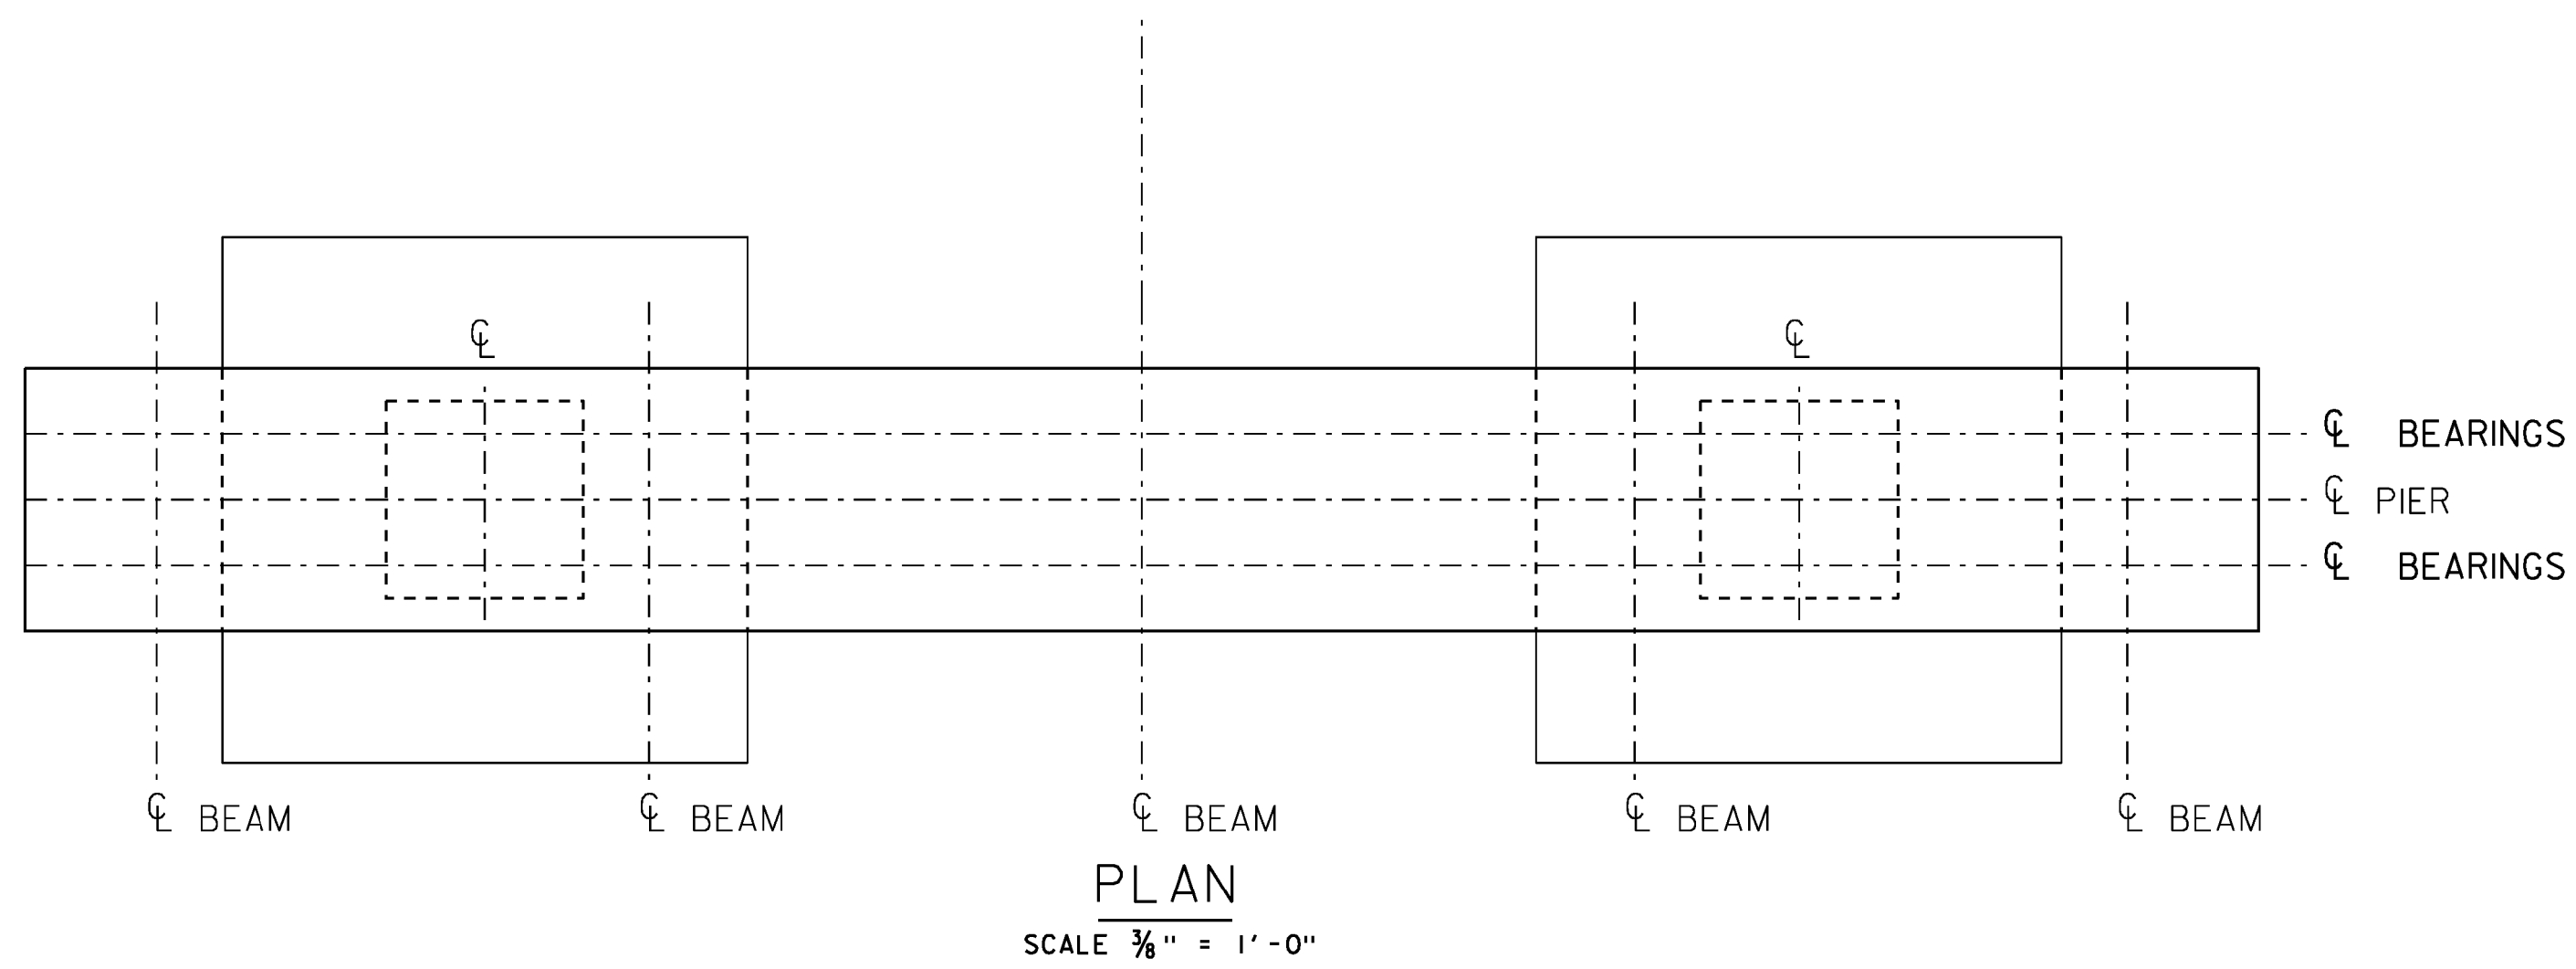 ℄ ℄
℄ BEARINGS
℄ PIER
℄ BEARINGS
℄ BEAM ℄ BEAM ℄ BEAM ℄ BEAM ℄ BEAM
PLAN
SCALE ⅜" = 1'-0"